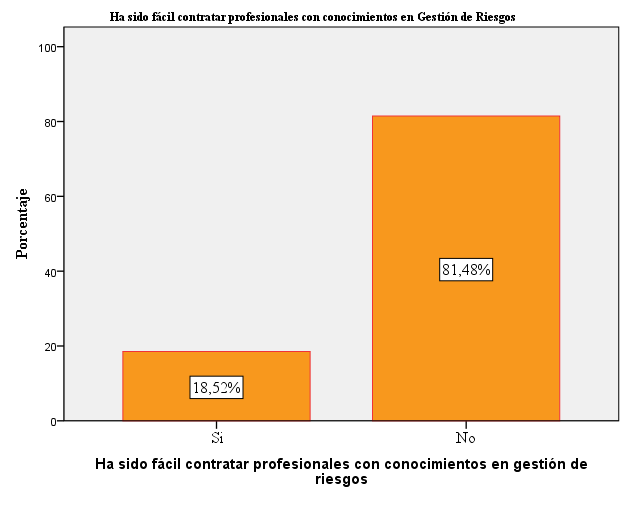 Ha sido fácil contratar profesionales con conocimientos en Gestión de Riesgos
100
80
60
40
20
0
Porcentaje
18,52%
81,48%
Si
No
Ha sido fácil contratar profesionales con conocimientos en gestión de
riesgos